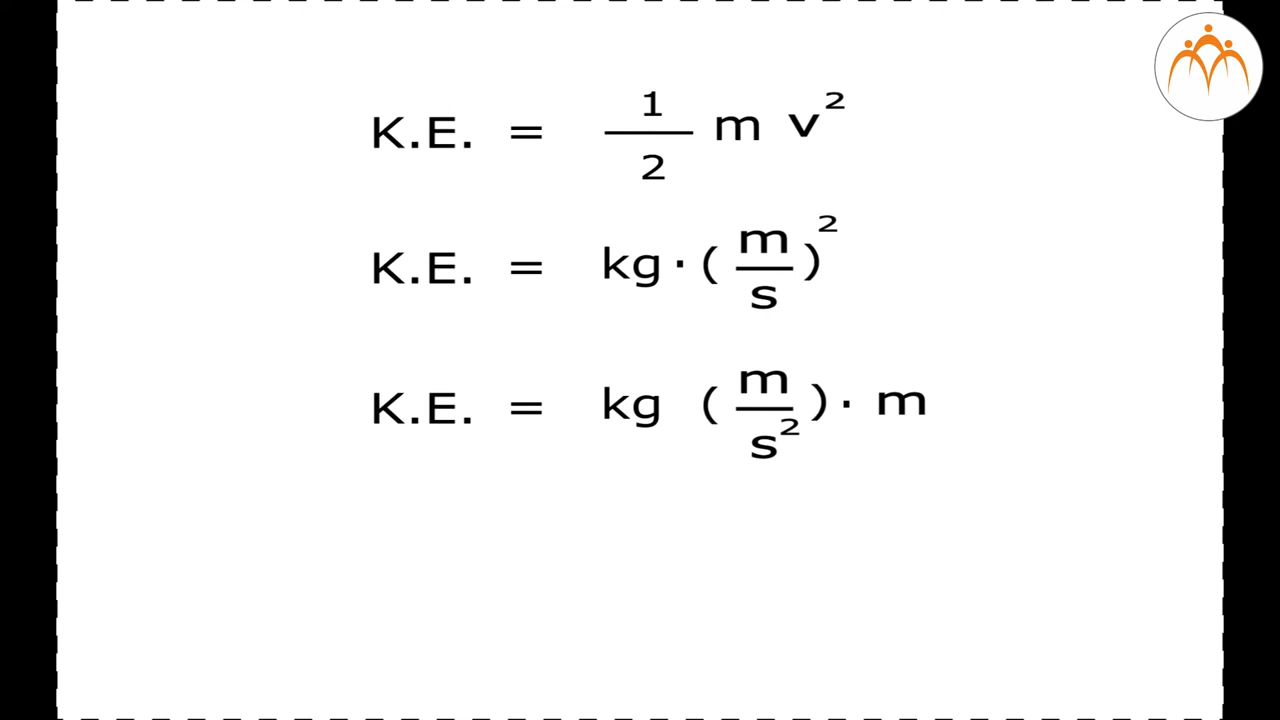 K.E. = 1/2 m v²
K.E. = kg · (m/s)²
K.E. = kg (m/s²) · m